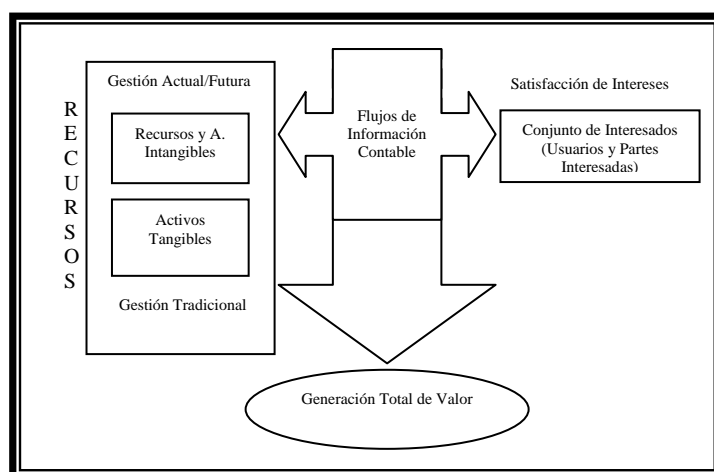 RECURSOS
Gestión Actual/Futura
Recursos y A.
Intangibles
Activos
Tangibles
Gestión Tradicional
Flujos de
Información
Contable
Satisfacción de Intereses
Conjunto de Interesados
(Usuarios y Partes
Interesadas)
Generación Total de Valor